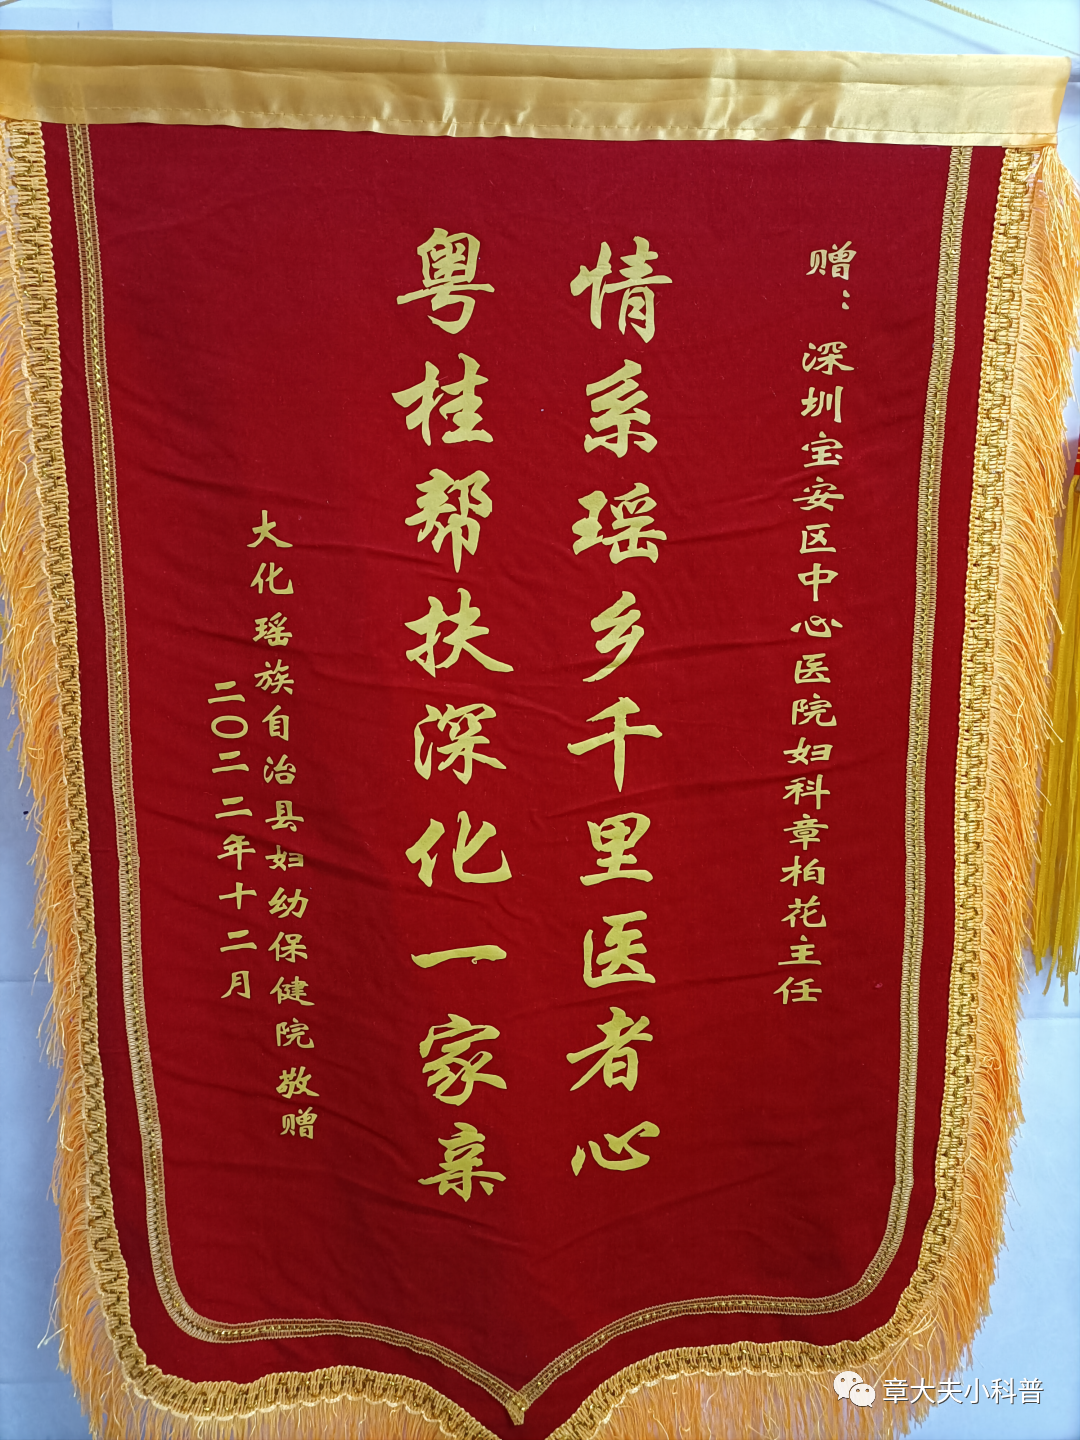 赠：深圳宝安区中心医院妇科章柏花主任
情系瑶乡千里医者心
粤桂帮扶深化一家亲
大化瑶族自治县妇幼保健院敬赠
二〇二二年十二月
章大夫小科普